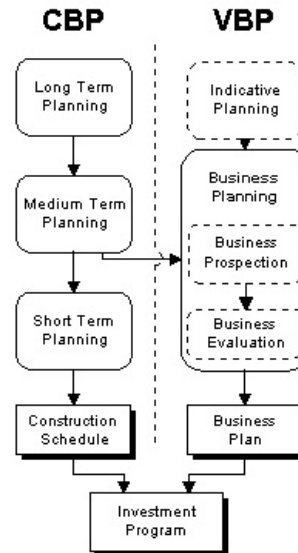 CBP
VBP
Long Term
Planning
Indicative
Planning
Medium Term
Planning
Business
Planning
Business
Prospection
Short Term
Planning
Business
Evaluation
Construction
Schedule
Business
Plan
Investment
Program